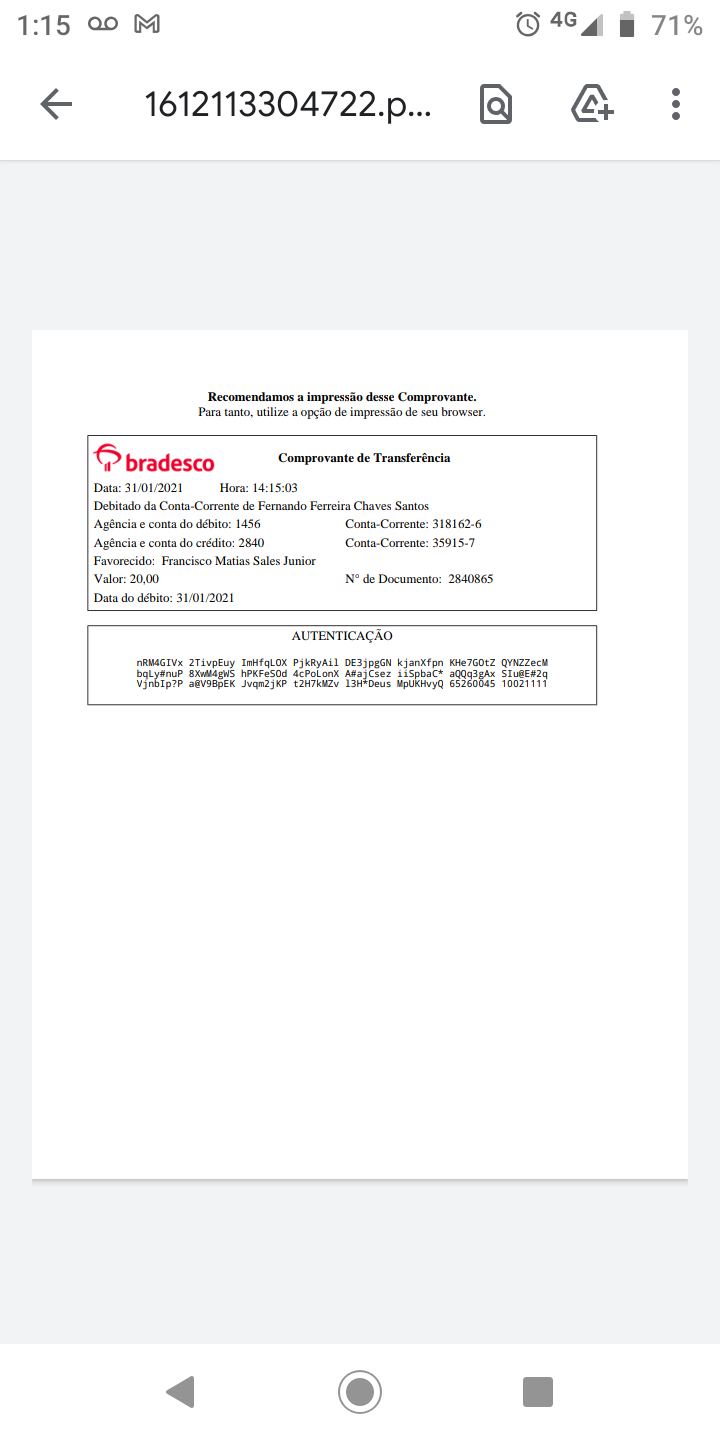 1:15 4G 71%
1612113304722.p...
Recomendamos a impressão desse Comprovante.
Para tanto, utilize a opção de impressão de seu browser.
bradesco Comprovante de Transferência
Data: 31/01/2021 Hora: 14:15:03
Debitado da Conta-Corrente de Fernando Ferreira Chaves Santos
Agência e conta do débito: 1456 Conta-Corrente: 318162-6
Agência e conta do crédito: 2840 Conta-Corrente: 35915-7
Favorecido: Francisco Matias Sales Junior
Valor: 20,00 N° de Documento: 2840865
Data do débito: 31/01/2021
AUTENTICAÇÃO
nRM4GIVx 2TivpEuy ImHfqLOX PjkRyAil DE3jpgGN kjanXfpn KHe7GOtZ QYNZZecM
bqLy#nuP 8XwM4gWS hPKFeSOd 4cPoLonX A#ajCsez iiSpbaC* aQQq3gAx SIu@E#2q
VjnbIp?P a@V9BpEK Jvqm2jKP t2H7kMZv l3H*Deus MpUKHvyQ 65260045 10021111